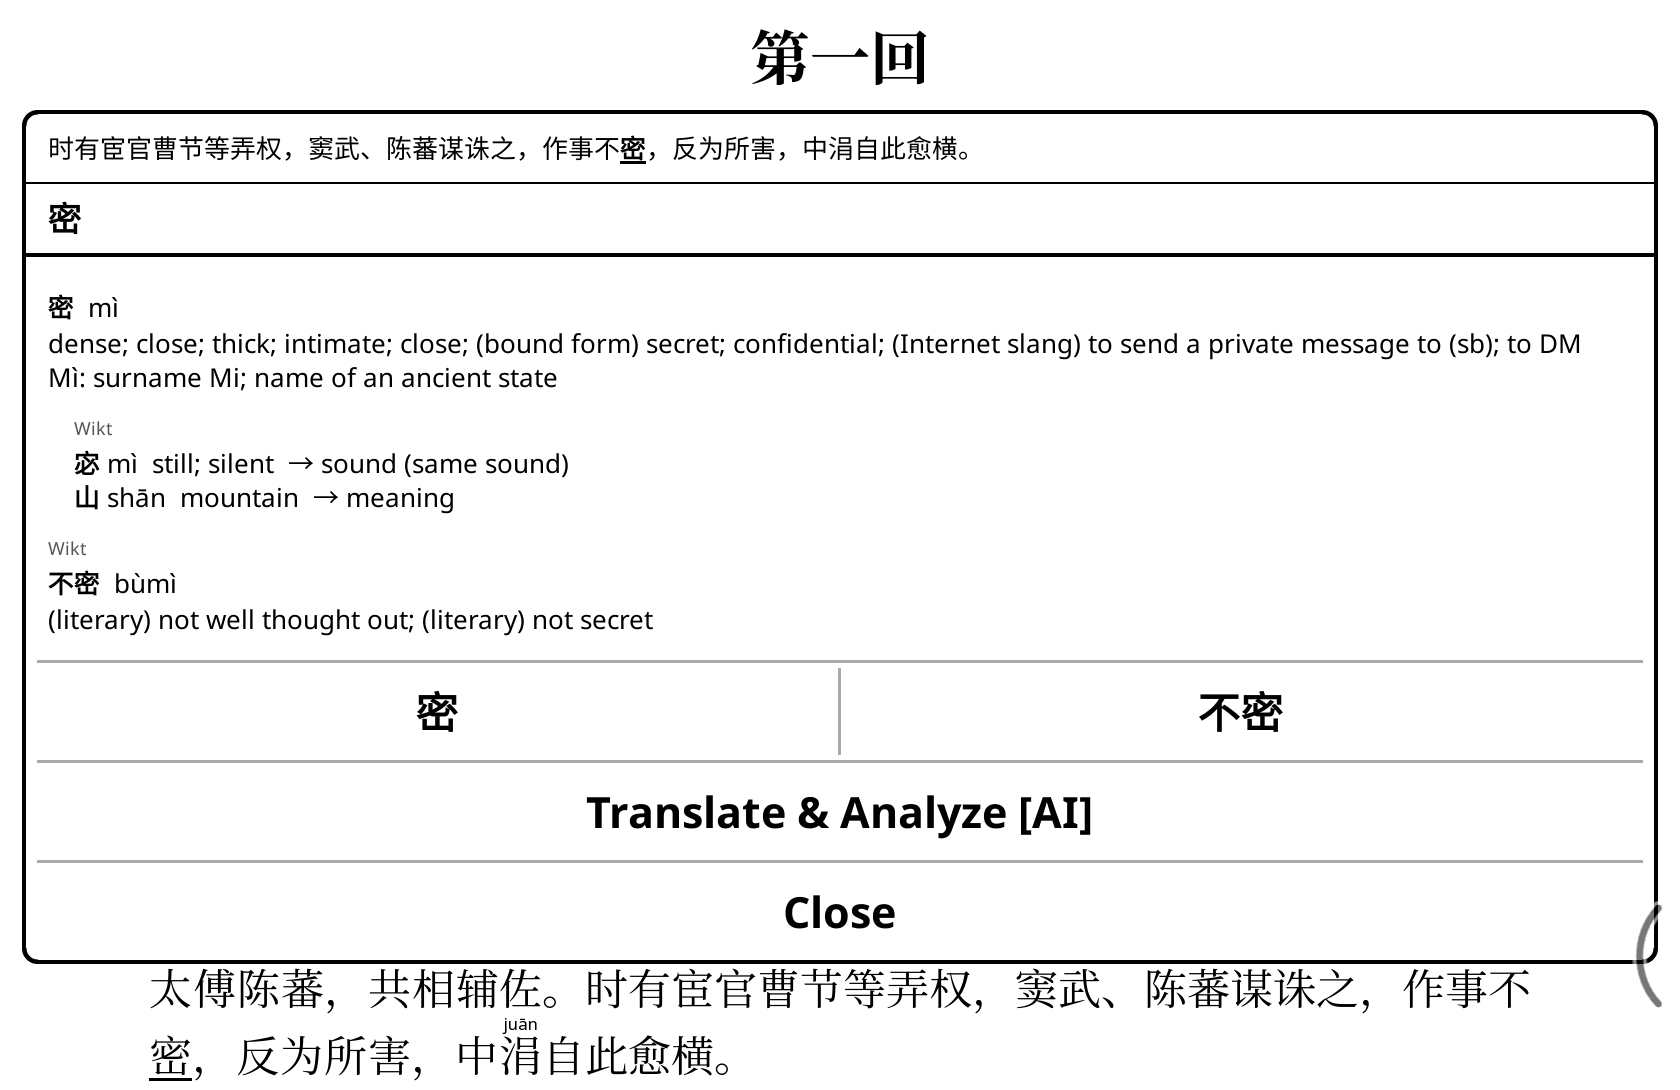 第一回
时有宦官曹节等弄权，窦武、陈蕃谋诛之，作事不密，反为所害，中涓自此愈横。
密
密 mì
dense; close; thick; intimate; close; (bound form) secret; confidential; (Internet slang) to send a private message to (sb); to DM
Mì: surname Mi; name of an ancient state
Wikt
宓 mì still; silent → sound (same sound)
山 shān mountain → meaning
Wikt
不密 bùmì
(literary) not well thought out; (literary) not secret
密 不密
Translate & Analyze [AI]
Close
太傅陈蕃，共相辅佐。时有宦官曹节等弄权，窦武、陈蕃谋诛之，作事不
juān
密，反为所害，中涓自此愈横。